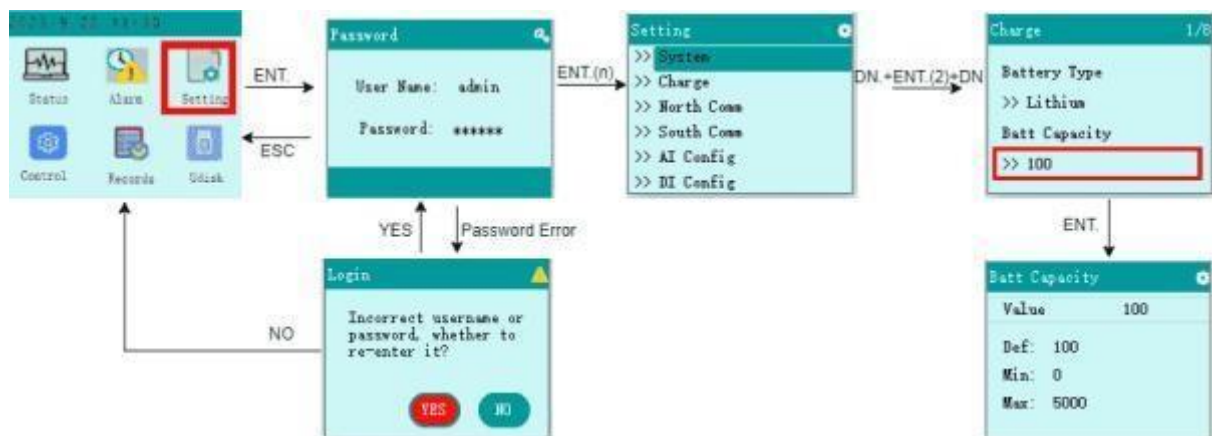 Status
Alarm
Setting
Control
Records
Udisk
ENT.
ESC
Password
User Name: admin
Password: ******
ENT.(n)
Setting
>> System
>> Charge
>> North Comm
>> South Comm
>> AI Config
>> DI Config
DN.+ENT.(2)+DN
Charge 1/8
Battery Type
>> Lithium
Batt Capacity
>> 100
YES
Password Error
ENT.
NO
Login
Incorrect username or
password, whether to
re-enter it?
YES
NO
Batt Capacity
Value 100
Def: 100
Min: 0
Max: 5000